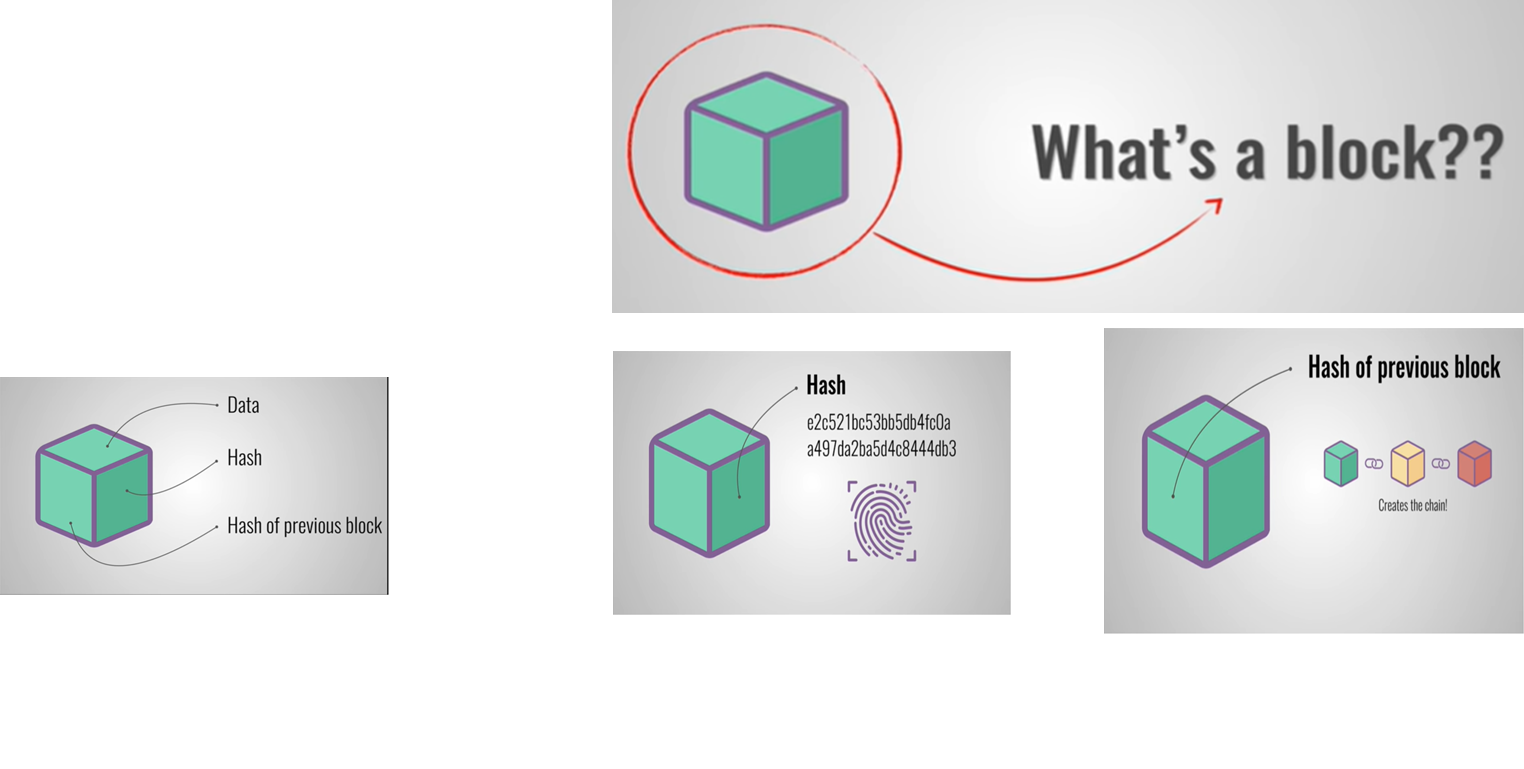 What's a block??
Data
Hash
Hash of previous block
Hash
e2c521bc53bb5db4fc0a
a497da2ba5d4c8444db3
Hash of previous block
Creates the chain!